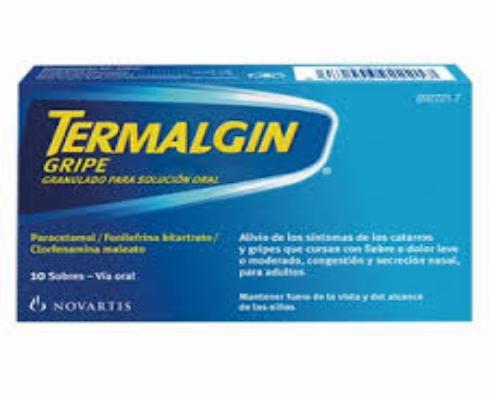 892221.7
TERMALGIN
GRIPE
GRANULADO PARA SOLUCIÓN ORAL
Paracetamol / Fenilefrina bitartrato /
Clorfenamina maleato
10 Sobres – Vía oral
NOVARTIS
Alivio de los síntomas de los catarros
y gripes que cursan con fiebre o dolor leve
o moderado, congestión y secreción nasal,
para adultos
Mantener fuera de la vista y del alcance
de los niños